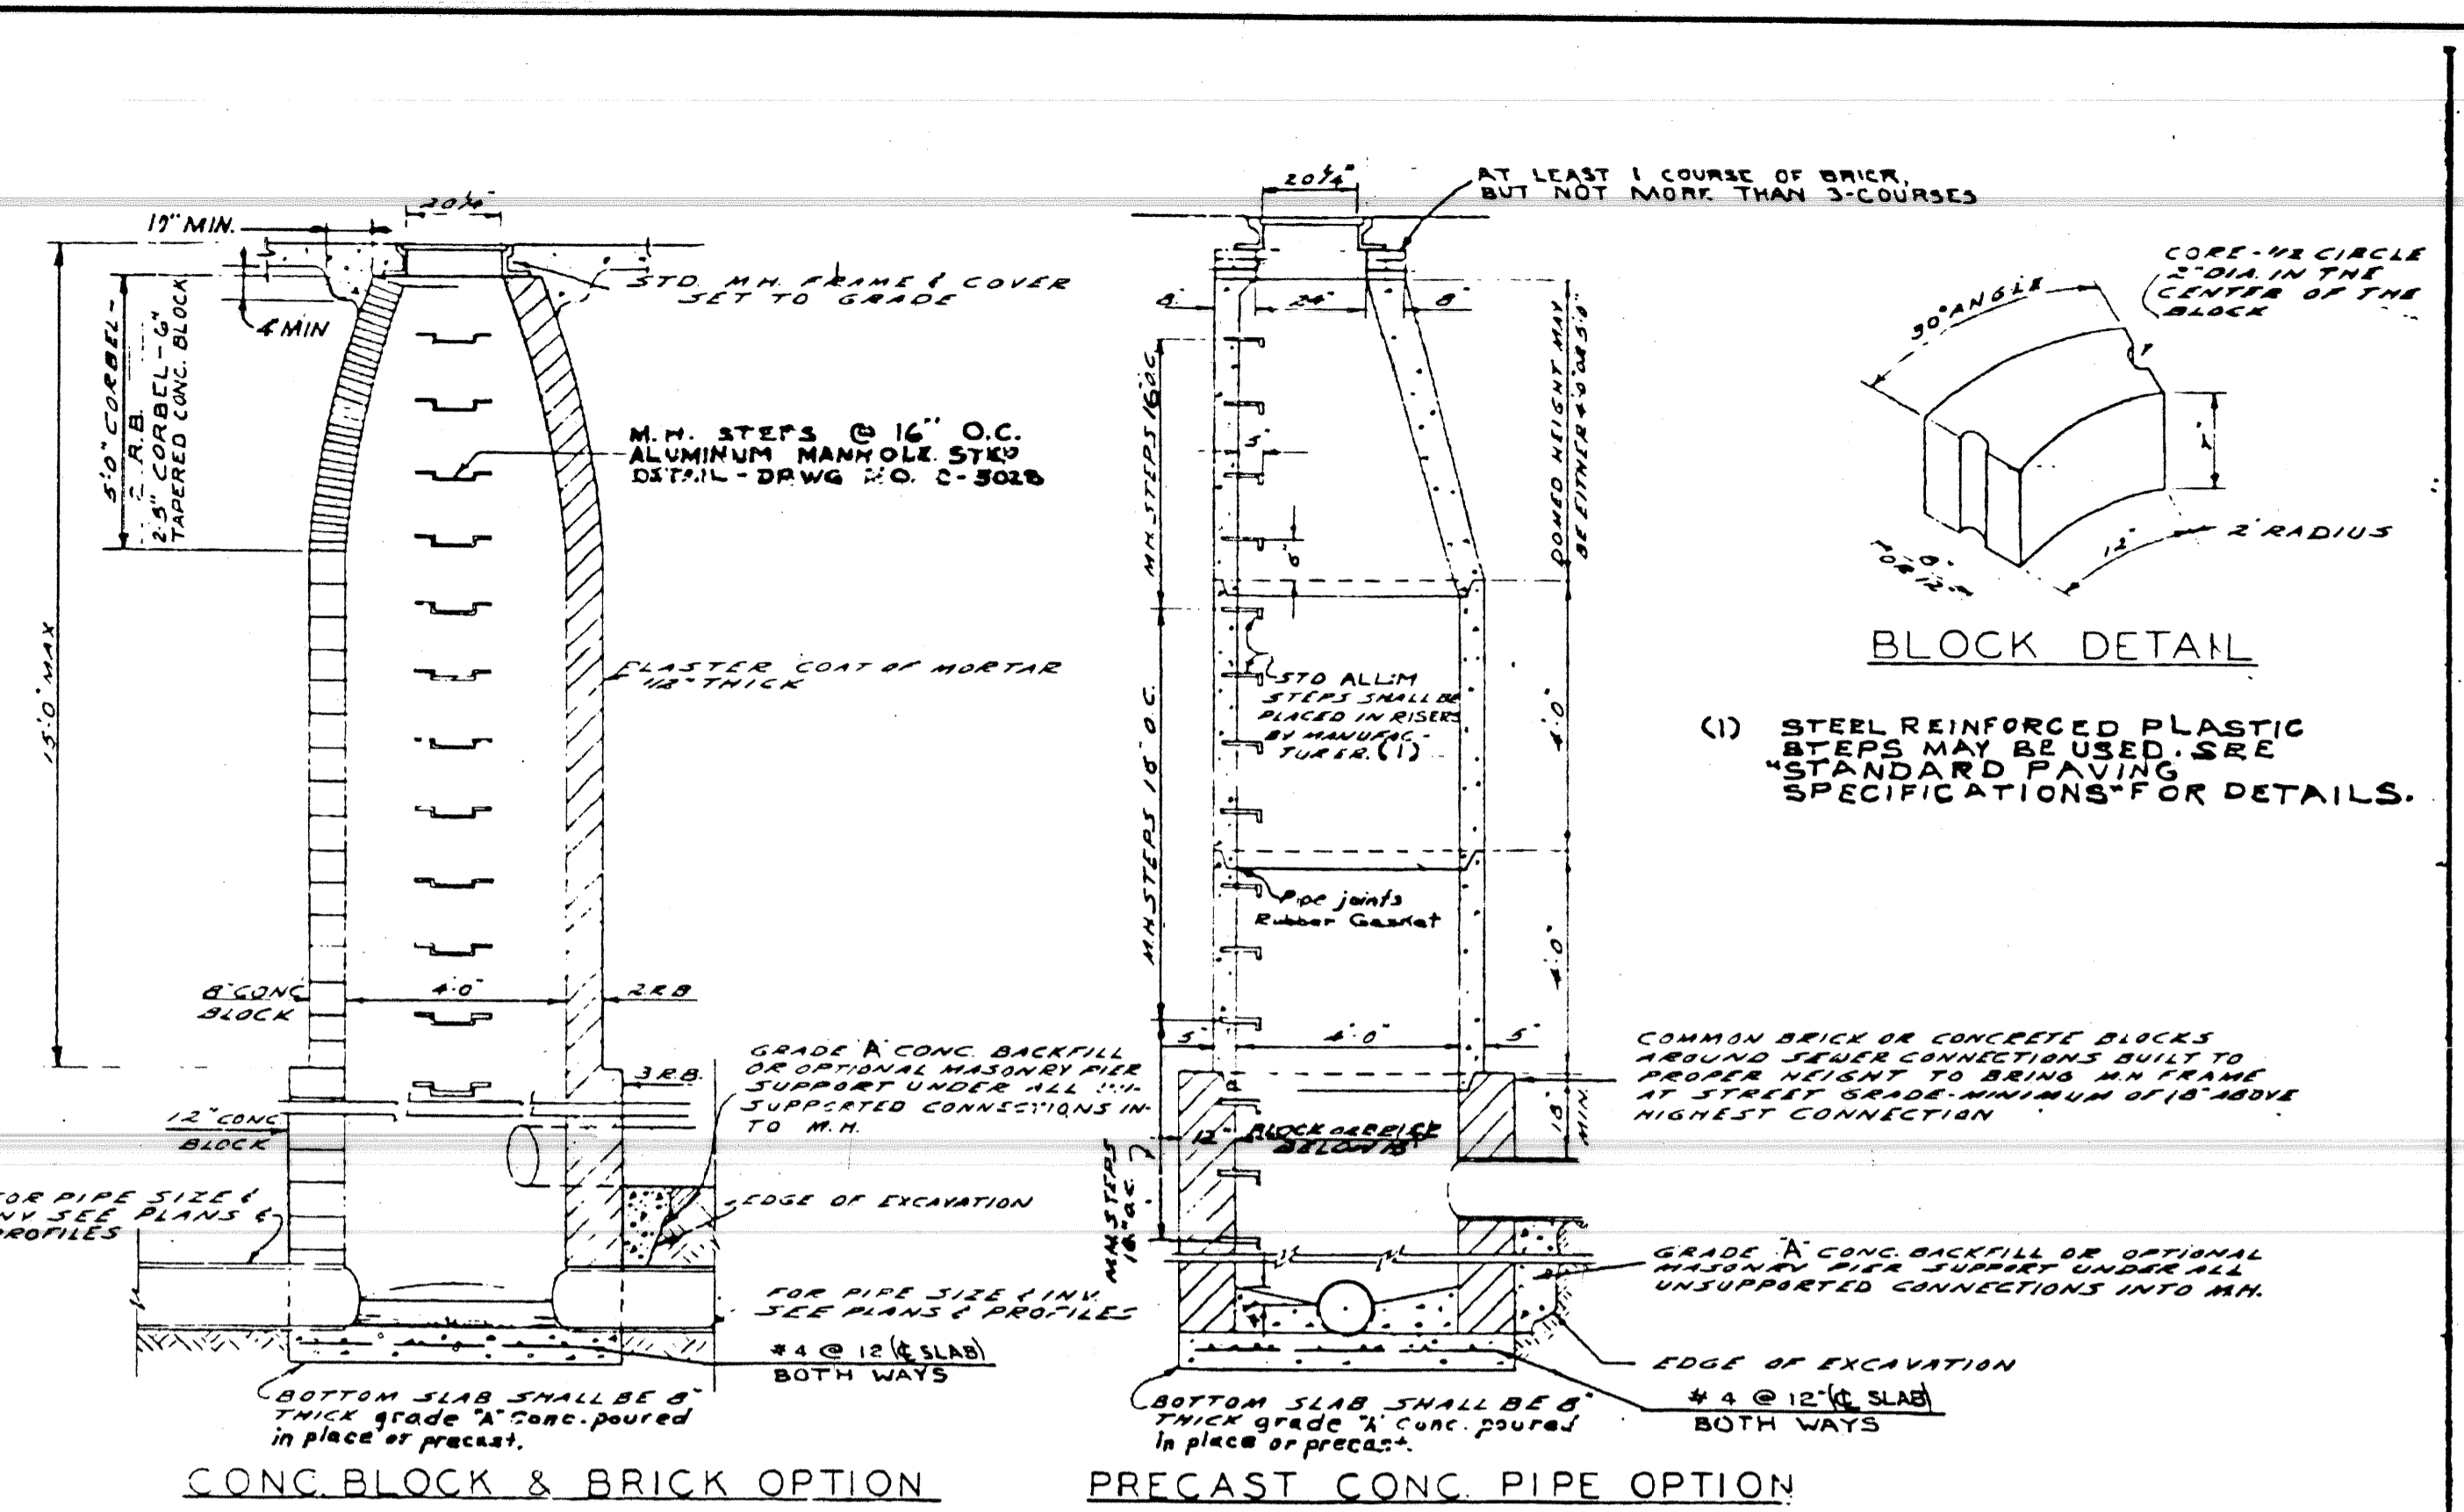 20¼"
17" MIN.
STD. M.H. FRAME & COVER
SET TO GRADE
4 MIN
5'-0" CORBEL-
2 R.B.
2'-5" CORBEL-6"
TAPERED CONC. BLOCK
M.H. STEPS @ 16" O.C.
ALUMINUM MANHOLE STEP
DETAIL - DRWG NO. C-502B
15'-0" MAX
PLASTER COAT OF MORTAR
1/2" THICK
8" CONC
BLOCK
4'-0"
2 R.B
3 R.B.
12" CONC
BLOCK
GRADE "A" CONC. BACKFILL
OR OPTIONAL MASONRY PIER
SUPPORT UNDER ALL
SUPPORTED CONNECTIONS IN-
TO M.H.
EDGE OF EXCAVATION
FOR PIPE SIZE &
INV. SEE PLANS &
PROFILES
FOR PIPE SIZE & INV.
SEE PLANS & PROFILES
#4 @ 12 (℄ SLAB)
BOTH WAYS
BOTTOM SLAB SHALL BE 8"
THICK grade "A" conc. poured
in place or precast.
CONC. BLOCK & BRICK OPTION
20¼"
AT LEAST 1 COURSE OF BRICK,
BUT NOT MORE THAN 3-COURSES
8"
24"
8"
M.H. STEPS 16 O.C.
DOMED HEIGHT MAY
BE EITHER 4'-0" OR 5'-0"
6"
STD ALUM
STEPS SHALL BE
PLACED IN RISERS
BY MANUFAC-
TURER. (1)
M.H. STEPS 16" O.C.
4'-0"
Pipe joints
Rubber Gasket
4'-0"
5"
4'-0"
5"
COMMON BRICK OR CONCRETE BLOCKS
AROUND SEWER CONNECTIONS BUILT TO
PROPER HEIGHT TO BRING M.H FRAME
AT STREET GRADE-MINIMUM OF 18" ABOVE
HIGHEST CONNECTION
18"
MIN.
12"
BLOCK OR BRICK
BELOW 15'
M.H. STEPS
16" O.C.
GRADE "A" CONC. BACKFILL OR OPTIONAL
MASONRY PIER SUPPORT UNDER ALL
UNSUPPORTED CONNECTIONS INTO M.H.
EDGE OF EXCAVATION
#4 @ 12" (℄ SLAB)
BOTH WAYS
BOTTOM SLAB SHALL BE 8"
THICK grade "A" conc. poured
In place or precast.
PRECAST CONC. PIPE OPTION
CORE-1/2 CIRCLE
2" DIA. IN THE
CENTER OF THE
BLOCK
30° ANGLE
12"
2' RADIUS
BLOCK DETAIL
(1) STEEL REINFORCED PLASTIC
STEPS MAY BE USED. SEE
"STANDARD PAVING
SPECIFICATIONS" FOR DETAILS.